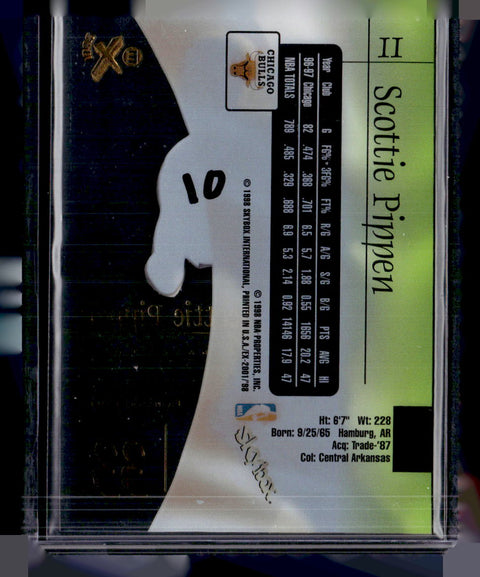 11
Scottie Pippen
Year Club G FG% 3FG% FT% R/G A/G S/G B/G PTS AVG HI
96-97 Chicago 82 .474 .368 .701 6.5 5.7 1.88 0.55 1656 20.2 47
NBA TOTALS 789 .485 .329 .688 6.9 5.3 2.14 0.92 14146 17.9 47
CHICAGO
BULLS
© 1998 NBA PROPERTIES, INC.
© 1998 SKYBOX INTERNATIONAL, PRINTED IN U.S.A./EX-2001/'98
10
Ht: 6'7" Wt: 228
Born: 9/25/65 Hamburg, AR
Acq: Trade-'87
Col: Central Arkansas
SkyBox